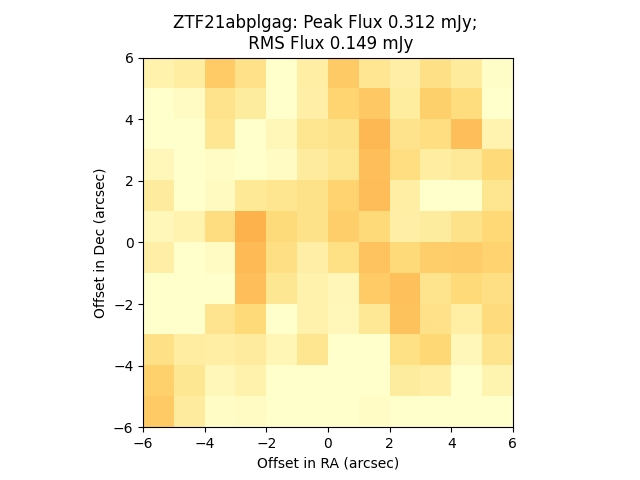 ZTF21abplgag: Peak Flux 0.312 mJy;
RMS Flux 0.149 mJy
6
4
2
0
−2
−4
−6
Offset in Dec (arcsec)
−6 −4 −2 0 2 4 6
Offset in RA (arcsec)